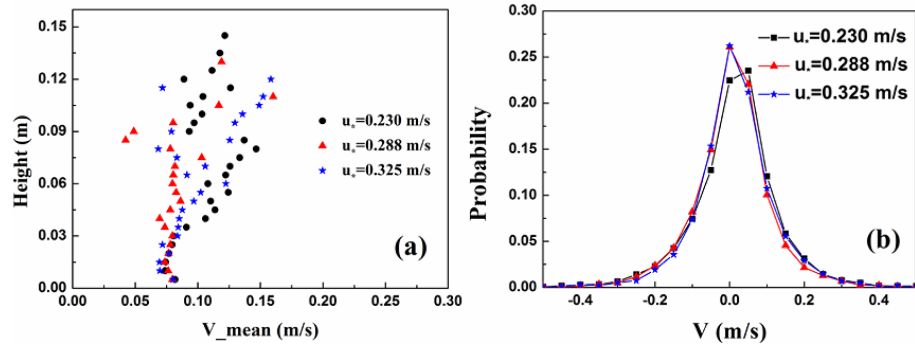 0.15
0.12
0.09
0.06
0.03
0.00
Height (m)
u*=0.230 m/s
u*=0.288 m/s
u*=0.325 m/s
(a)
0.00 0.05 0.10 0.15 0.20 0.25 0.30
V_mean (m/s)
0.30
0.25
0.20
0.15
0.10
0.05
0.00
Probability
u*=0.230 m/s
u*=0.288 m/s
u*=0.325 m/s
(b)
-0.4 -0.2 0.0 0.2 0.4
V (m/s)